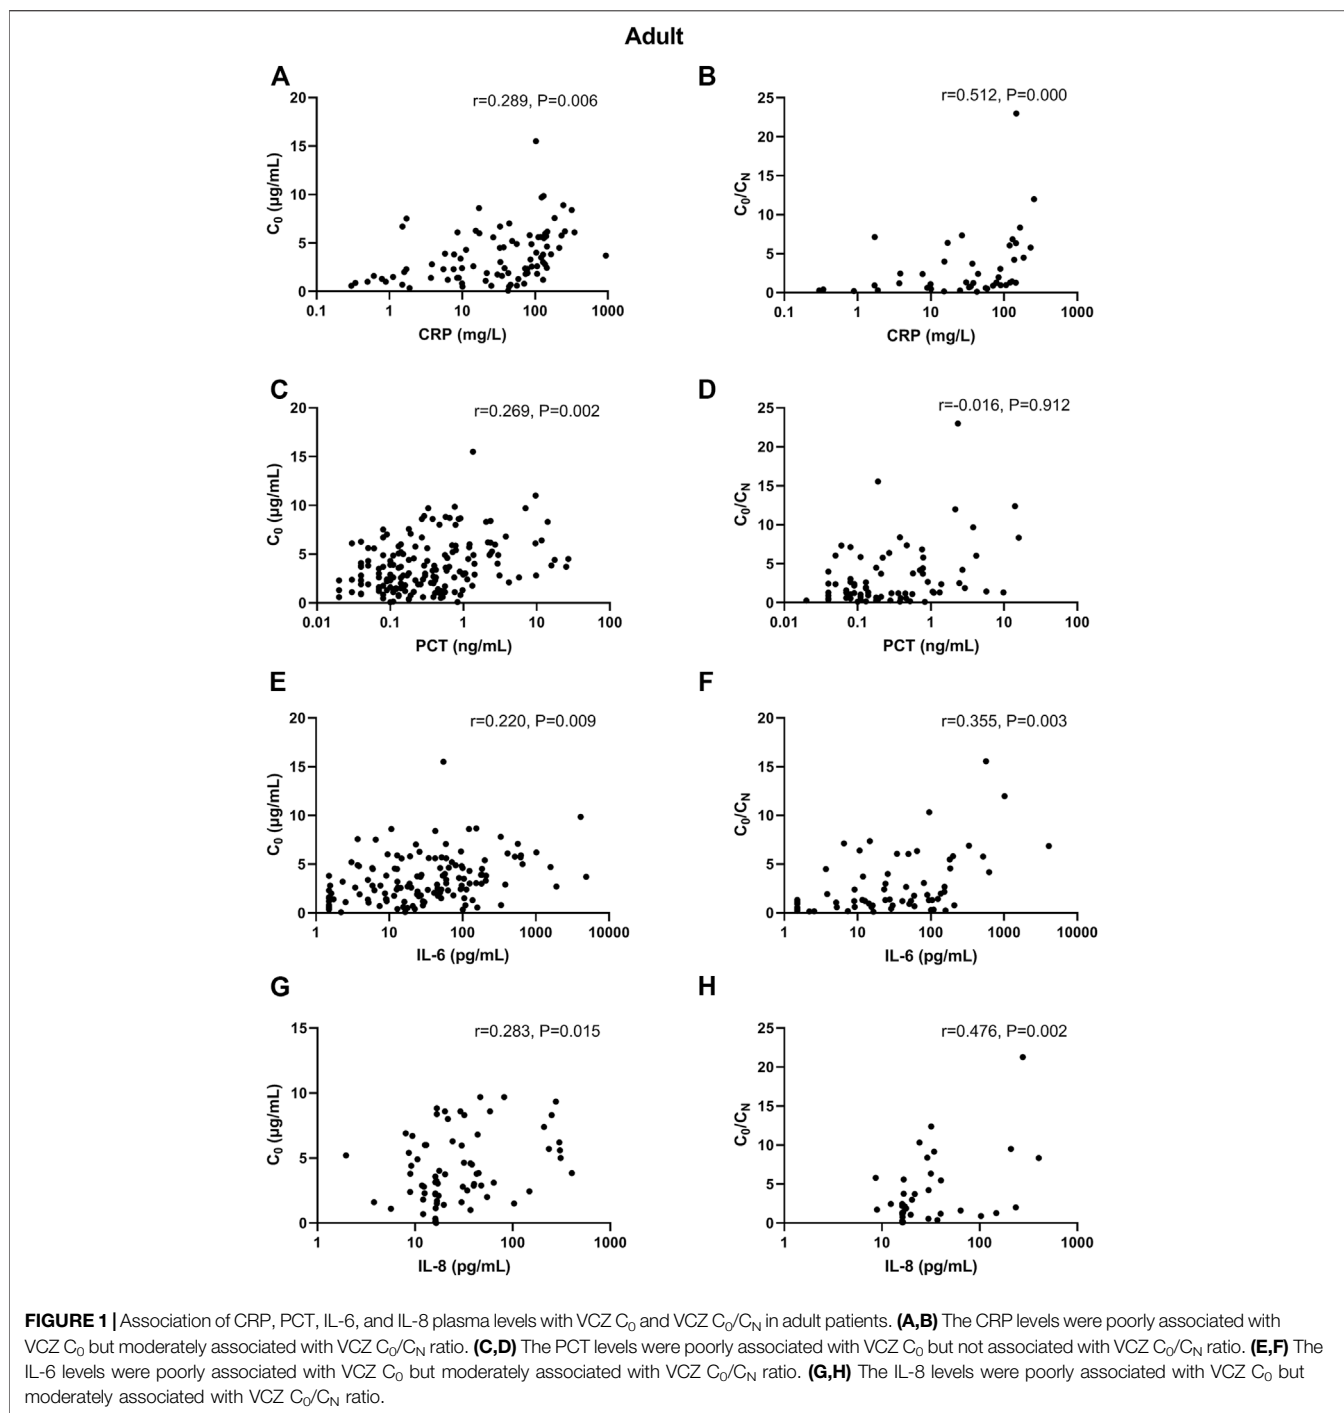 Adult
A
r=0.289, P=0.006
20
15
10
5
0
C0 (µg/mL)
0.1 1 10 100 1000
CRP (mg/L)
B
r=0.512, P=0.000
25
20
15
10
5
0
C0/CN
0.1 1 10 100 1000
CRP (mg/L)
C
r=0.269, P=0.002
20
15
10
5
0
C0 (µg/mL)
0.01 0.1 1 10 100
PCT (ng/mL)
D
r=-0.016, P=0.912
25
20
15
10
5
0
C0/CN
0.01 0.1 1 10 100
PCT (ng/mL)
E
r=0.220, P=0.009
20
15
10
5
0
C0 (µg/mL)
1 10 100 1000 10000
IL-6 (pg/mL)
F
r=0.355, P=0.003
20
15
10
5
0
C0/CN
1 10 100 1000 10000
IL-6 (pg/mL)
G
r=0.283, P=0.015
15
10
5
0
C0 (µg/mL)
1 10 100 1000
IL-8 (pg/mL)
H
r=0.476, P=0.002
25
20
15
10
5
0
C0/CN
1 10 100 1000
IL-8 (pg/mL)
FIGURE 1 | Association of CRP, PCT, IL-6, and IL-8 plasma levels with VCZ C0 and VCZ C0/CN in adult patients. (A,B) The CRP levels were poorly associated with
VCZ C0 but moderately associated with VCZ C0/CN ratio. (C,D) The PCT levels were poorly associated with VCZ C0 but not associated with VCZ C0/CN ratio. (E,F) The
IL-6 levels were poorly associated with VCZ C0 but moderately associated with VCZ C0/CN ratio. (G,H) The IL-8 levels were poorly associated with VCZ C0 but
moderately associated with VCZ C0/CN ratio.